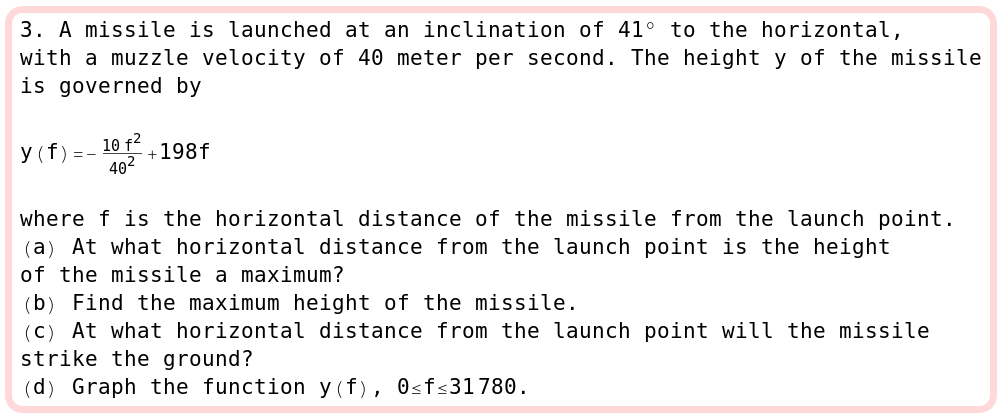 3. A missile is launched at an inclination of 41° to the horizontal,
with a muzzle velocity of 40 meter per second. The height y of the missile
is governed by
y(f)=-\frac{10 f^2}{40^2}+198f
where f is the horizontal distance of the missile from the launch point.
(a) At what horizontal distance from the launch point is the height
of the missile a maximum?
(b) Find the maximum height of the missile.
(c) At what horizontal distance from the launch point will the missile
strike the ground?
(d) Graph the function y(f), 0≤f≤31780.